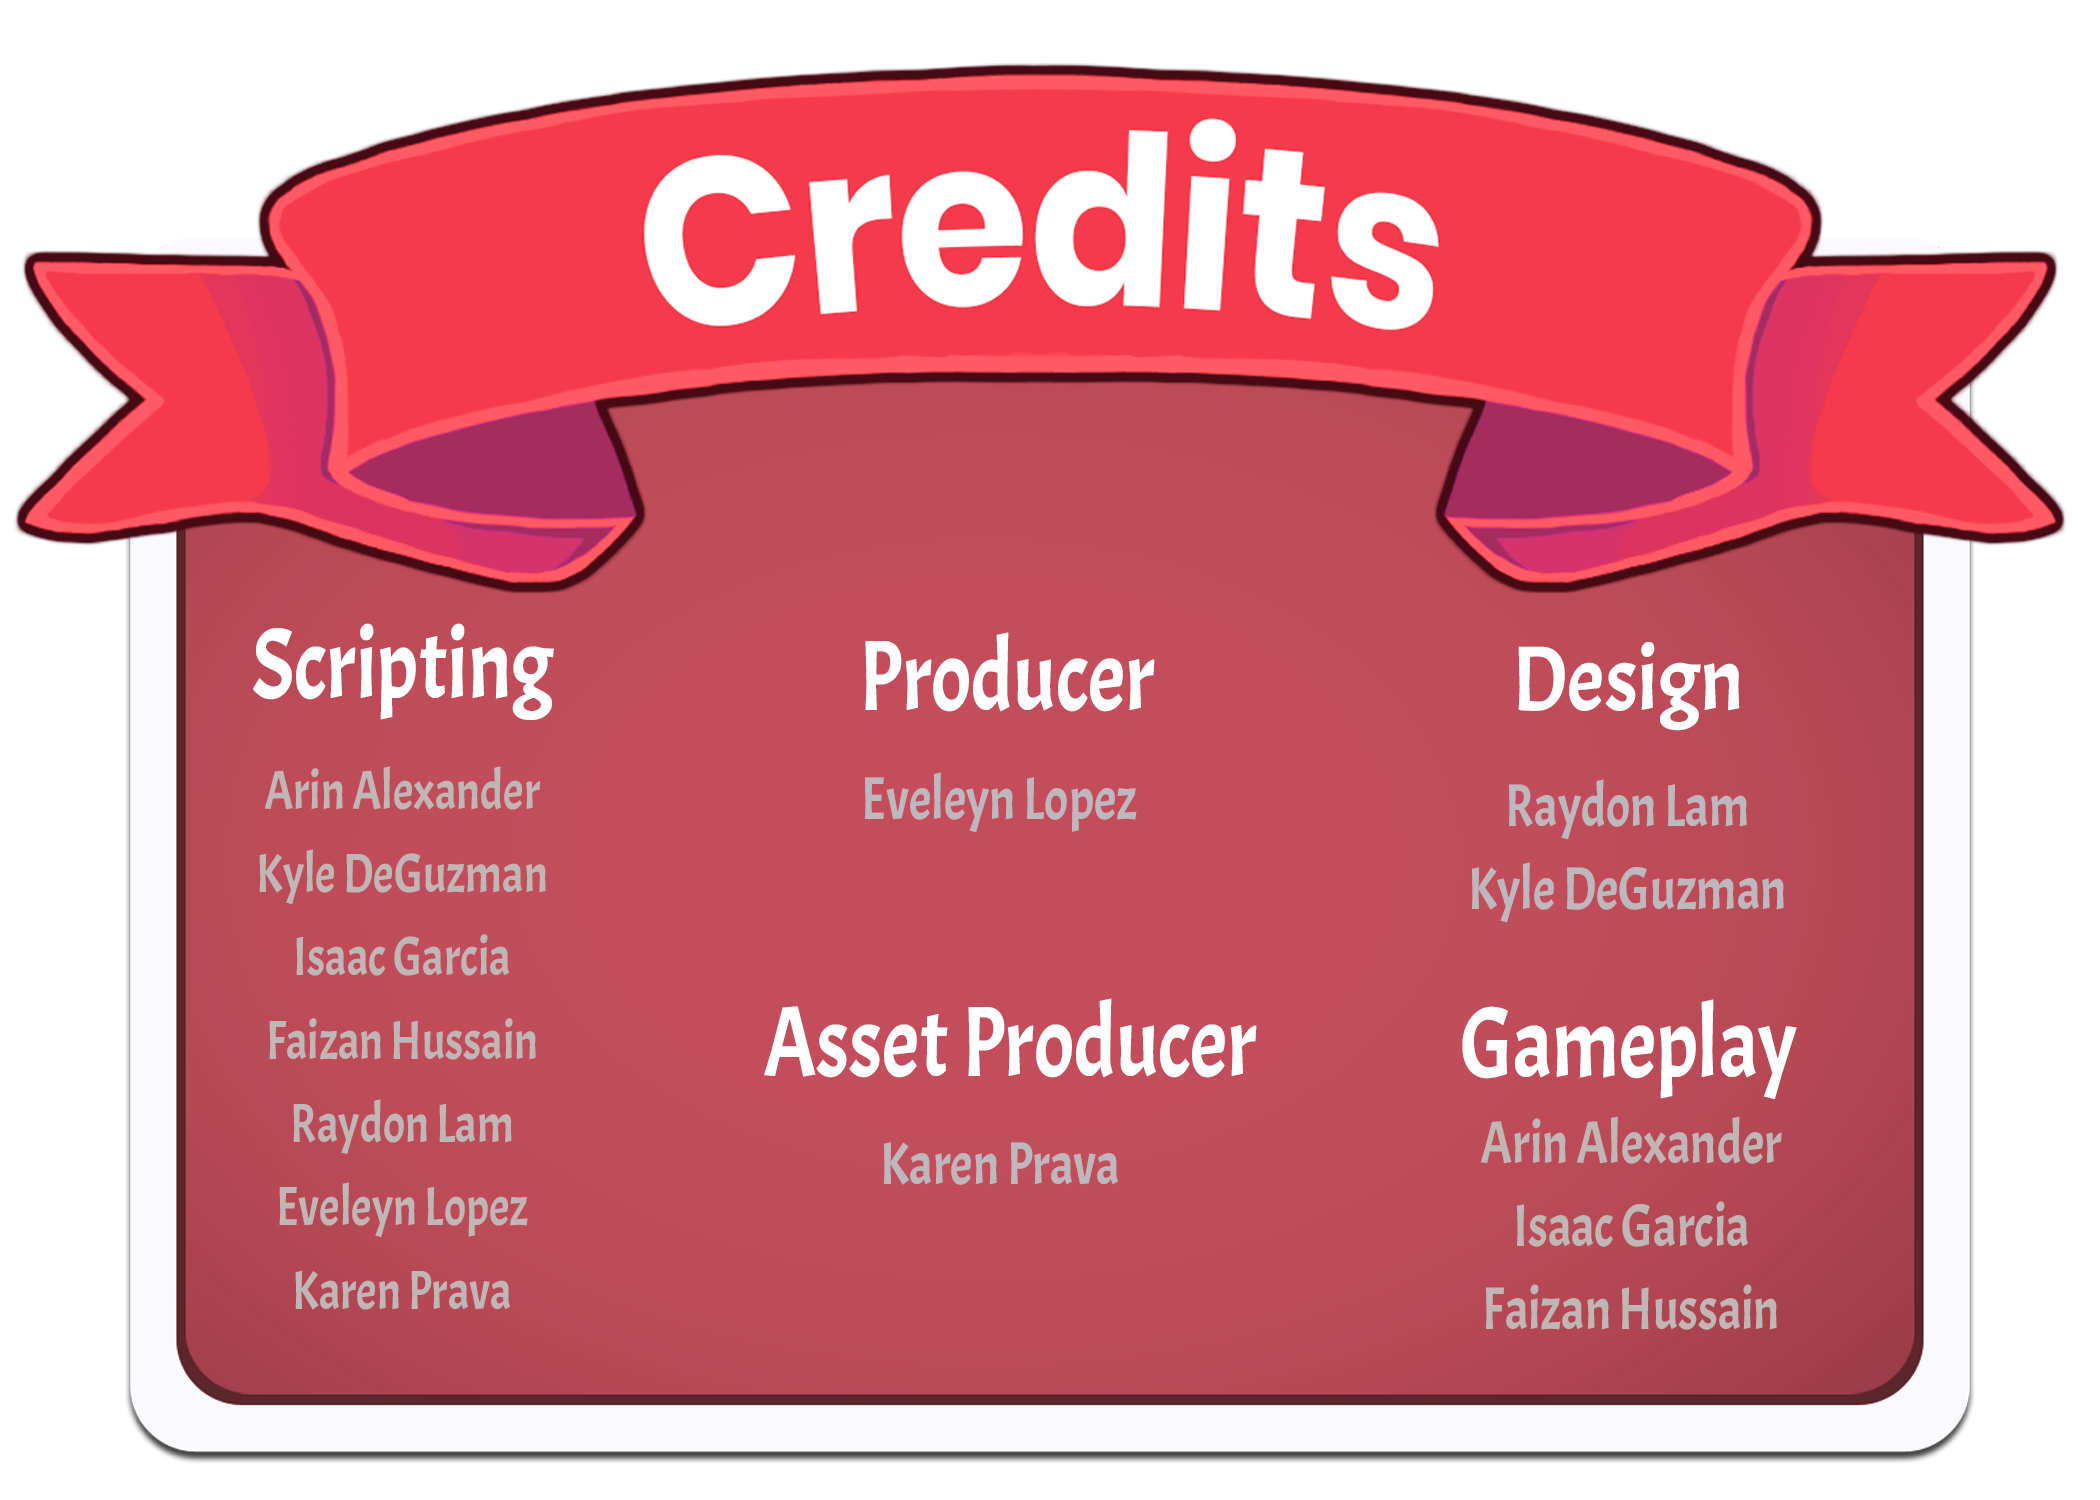 Credits
Scripting
Arin Alexander
Kyle DeGuzman
Isaac Garcia
Faizan Hussain
Raydon Lam
Eveleyn Lopez
Karen Prava
Producer
Eveleyn Lopez
Asset Producer
Karen Prava
Design
Raydon Lam
Kyle DeGuzman
Gameplay
Arin Alexander
Isaac Garcia
Faizan Hussain